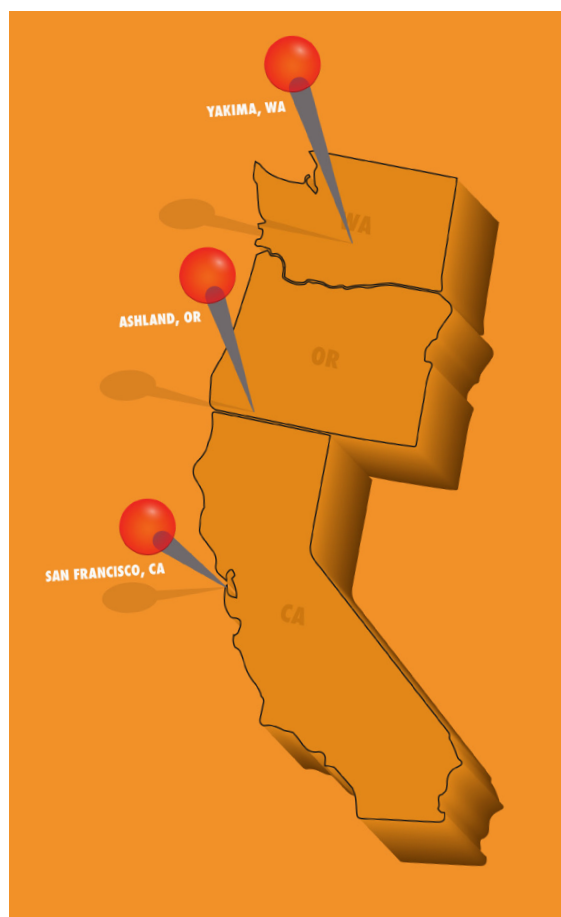 YAKIMA, WA
WA
ASHLAND, OR
OR
SAN FRANCISCO, CA
CA